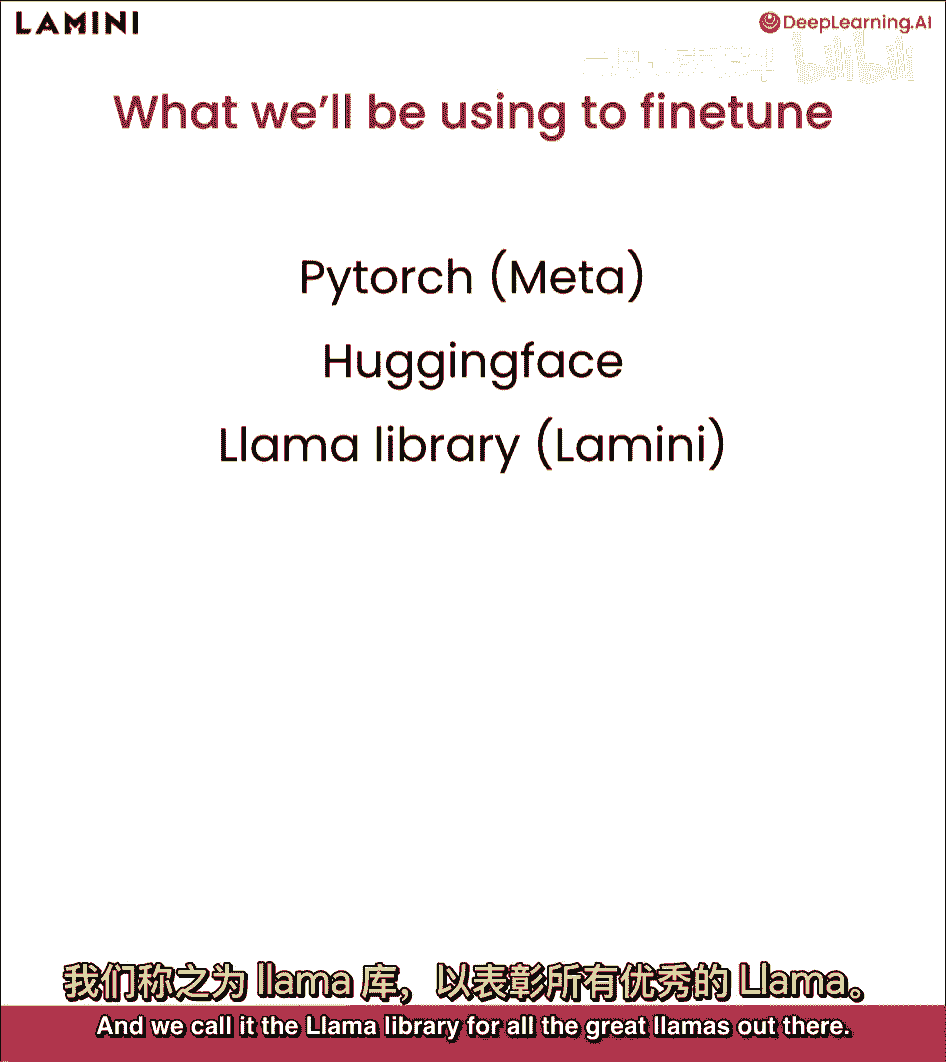 LAMINI
DeepLearning.AI
bilibili
What we’ll be using to finetune
Pytorch (Meta)
Huggingface
Llama library (Lamini)
我们称之为 llama 库，以表彰所有优秀的 Llama。
And we call it the Llama library for all the great llamas out there.